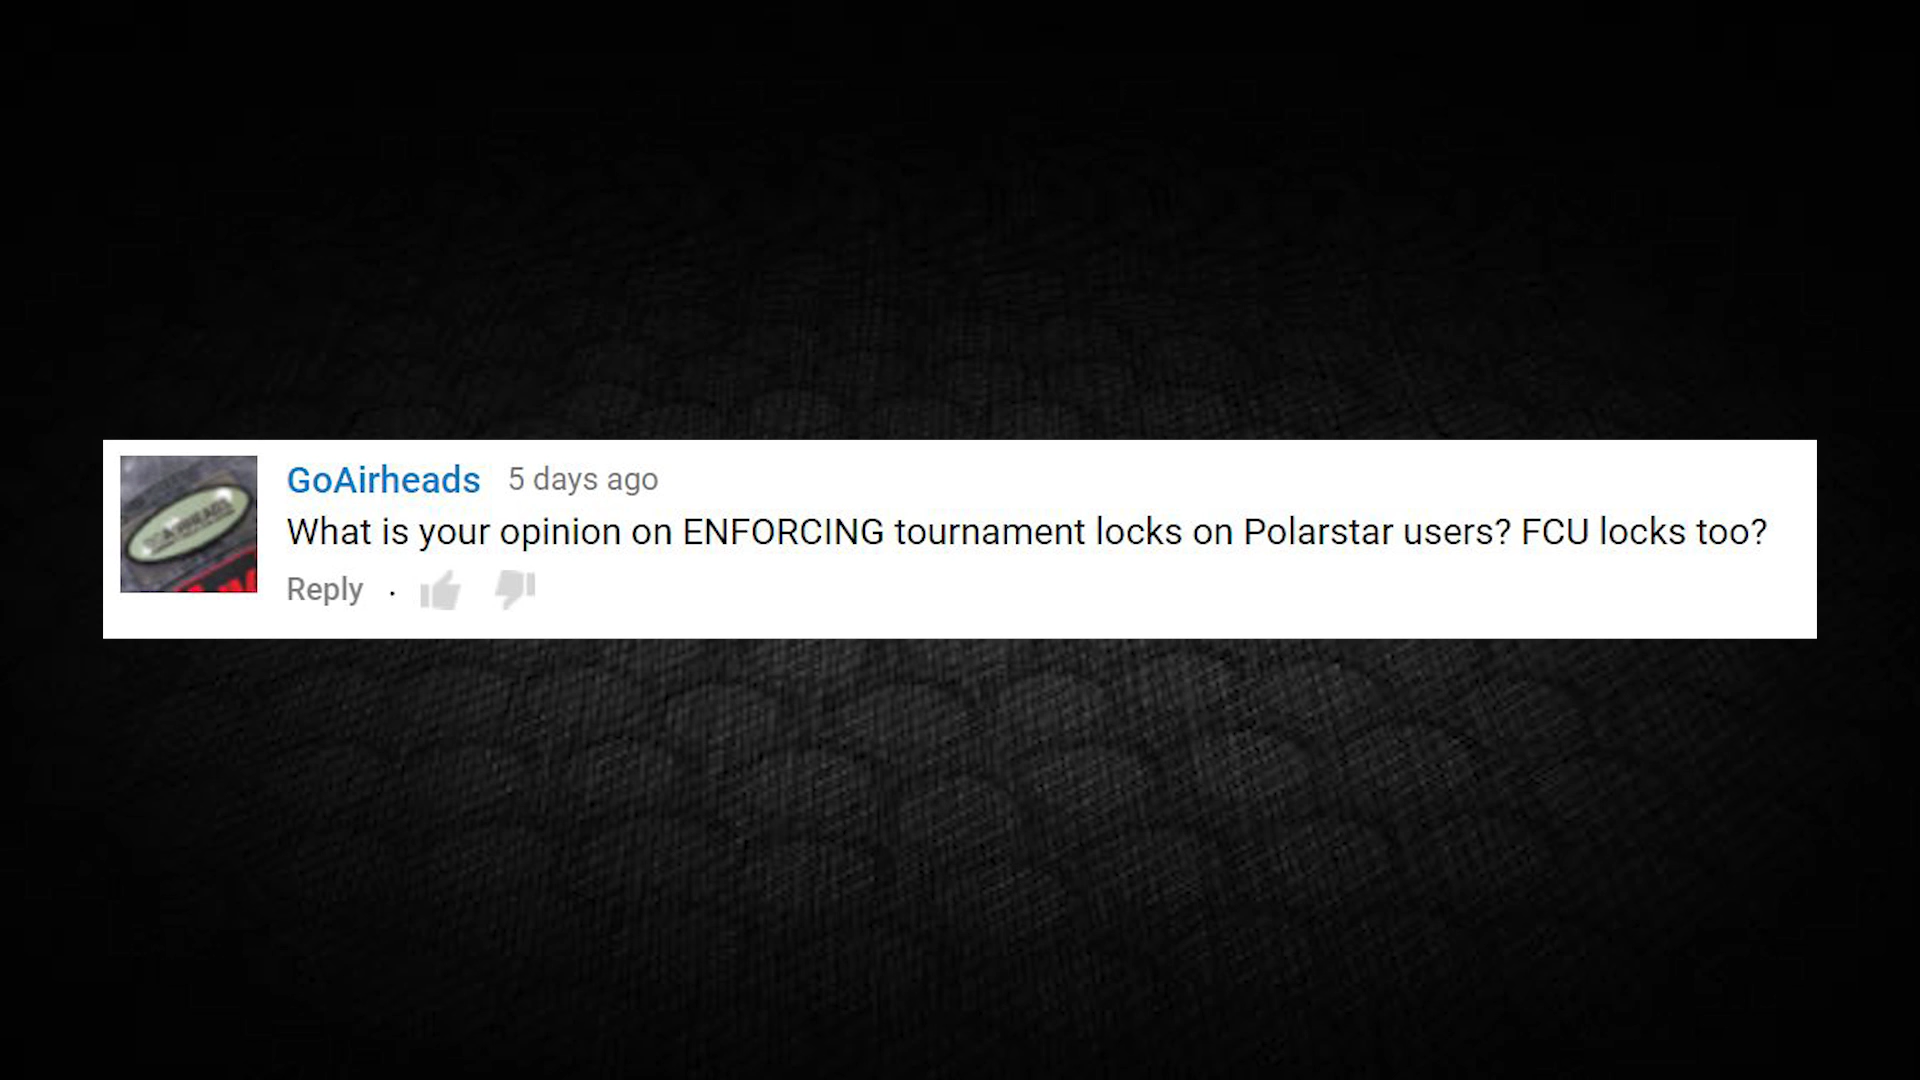 GoAirheads 5 days ago
What is your opinion on ENFORCING tournament locks on Polarstar users? FCU locks too?
Reply ·